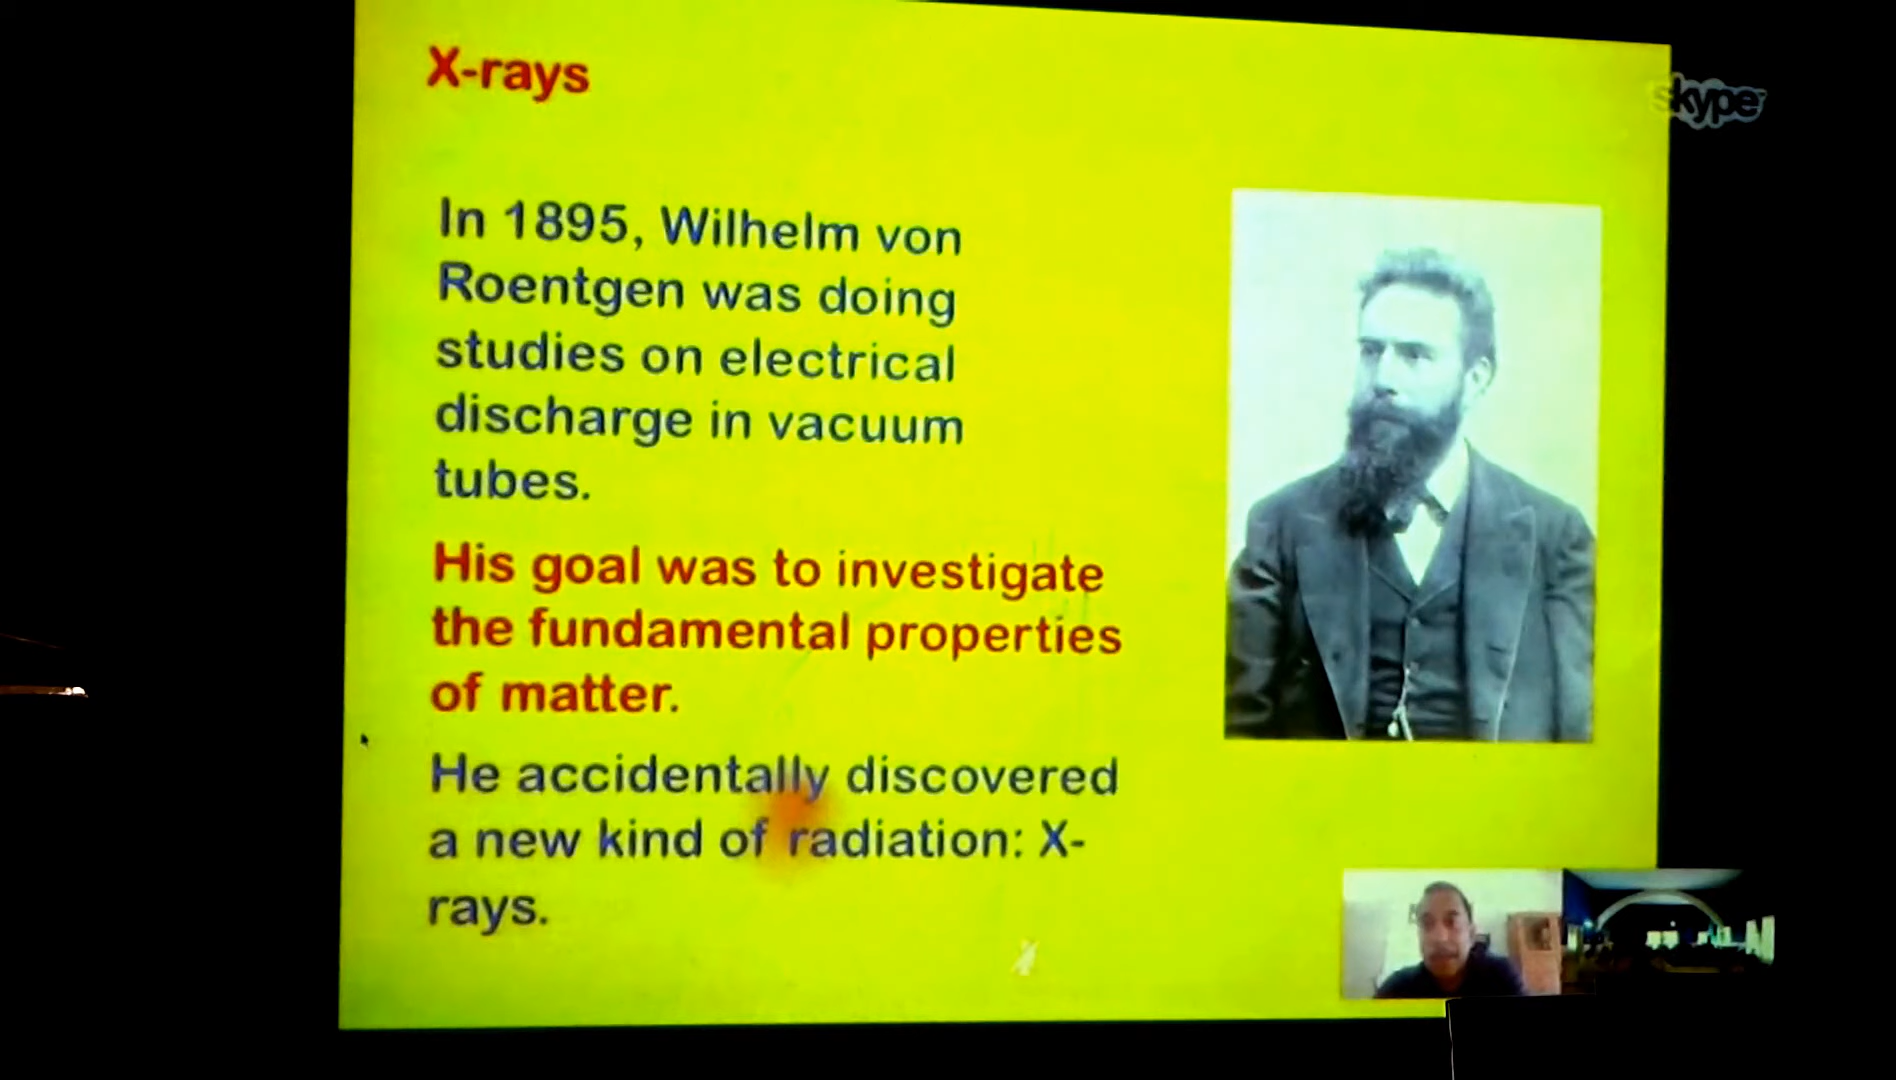 X-rays
skype
In 1895, Wilhelm von
Roentgen was doing
studies on electrical
discharge in vacuum
tubes.
His goal was to investigate
the fundamental properties
of matter.
He accidentally discovered
a new kind of radiation: X-
rays.